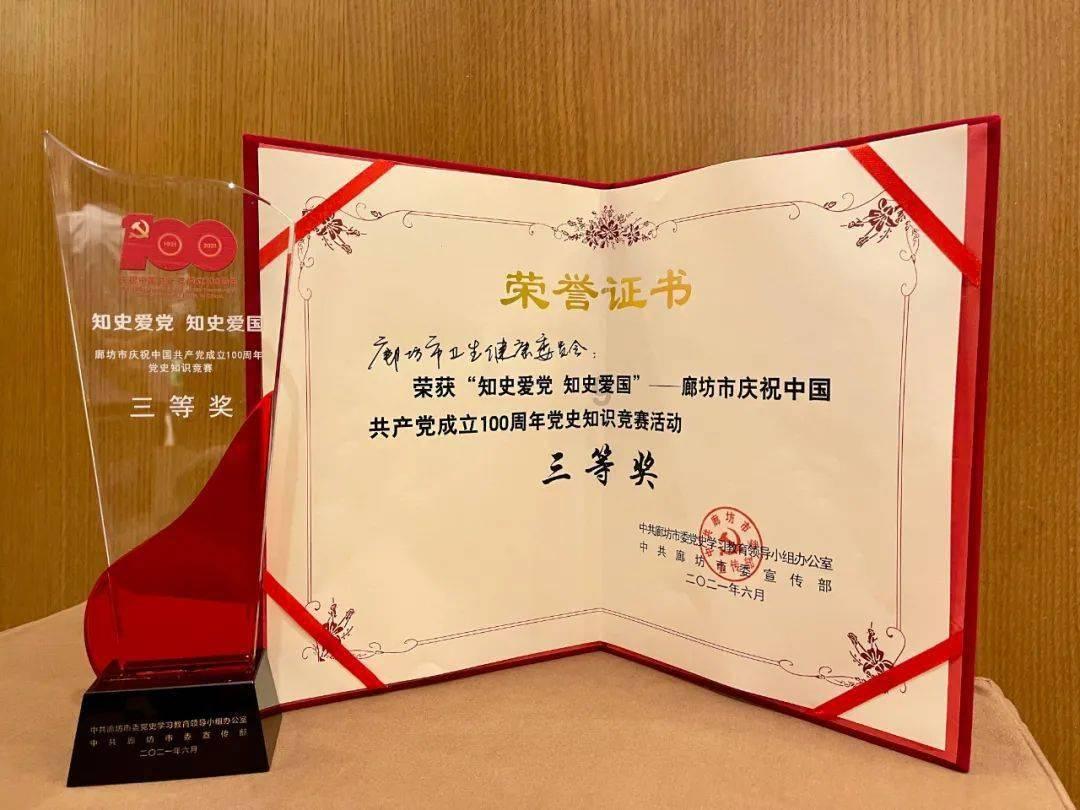 100
1921
2021
知史爱党 知史爱国
廊坊市庆祝中国共产党成立100周年
党史知识竞赛
三等奖
中共廊坊市委党史学习教育领导小组办公室
中共廊坊市委宣传部
二〇二一年六月
荣誉证书
廊坊市卫生健康委员会：
荣获“知史爱党 知史爱国”——廊坊市庆祝中国
共产党成立100周年党史知识竞赛活动
三等奖
中共廊坊市委党史学习教育领导小组办公室
中共廊坊市委宣传部
二〇二一年六月